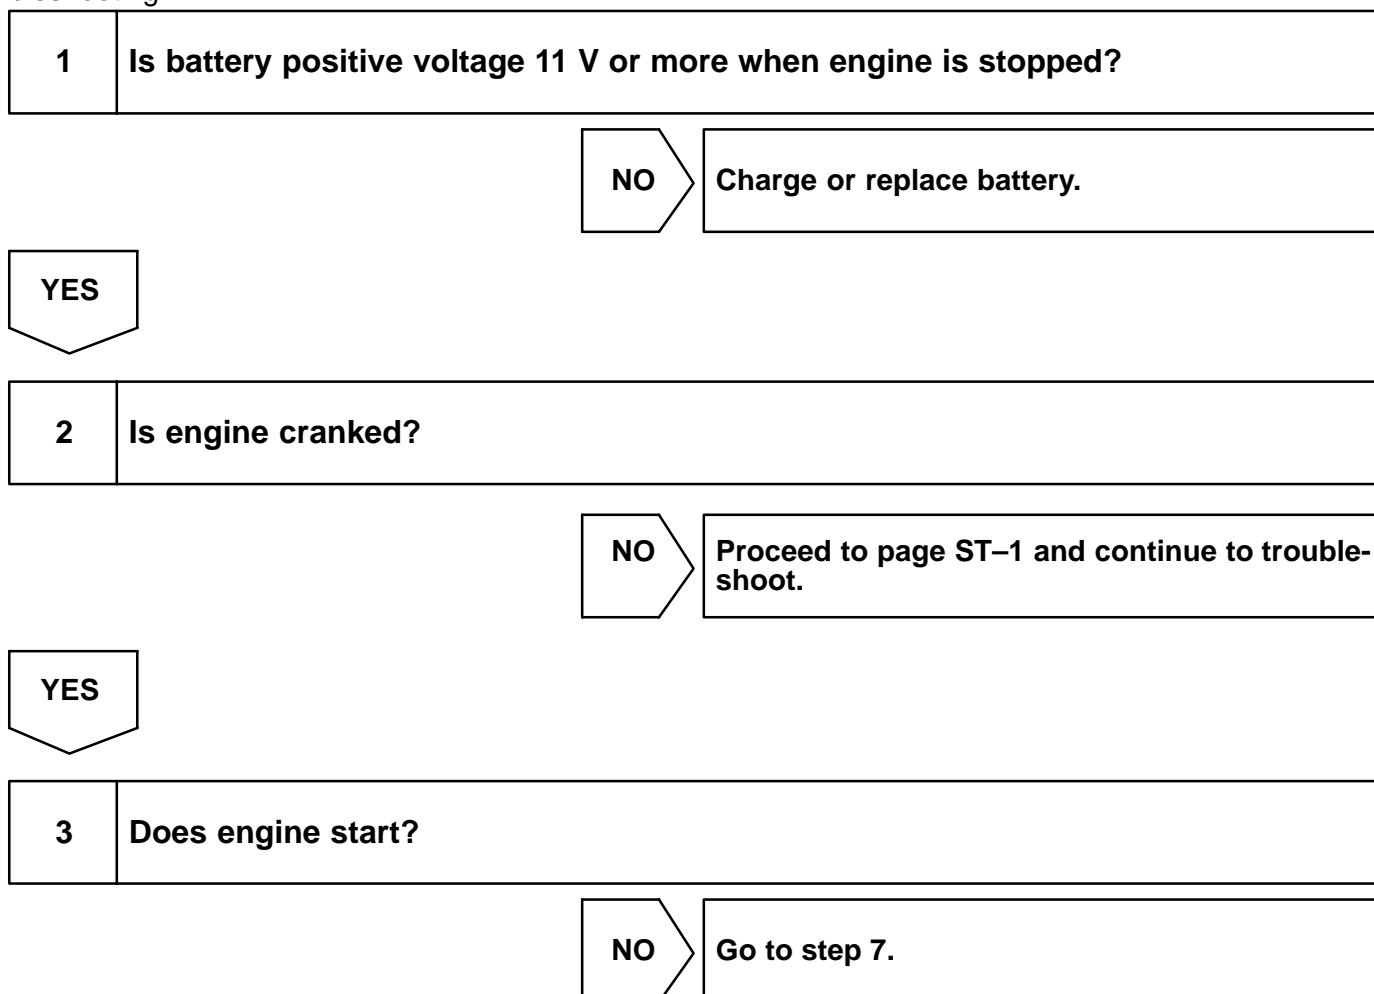 1 Is battery positive voltage 11 V or more when engine is stopped?
NO Charge or replace battery.
YES
2 Is engine cranked?
NO Proceed to page ST–1 and continue to trouble-
shoot.
YES
3 Does engine start?
NO Go to step 7.